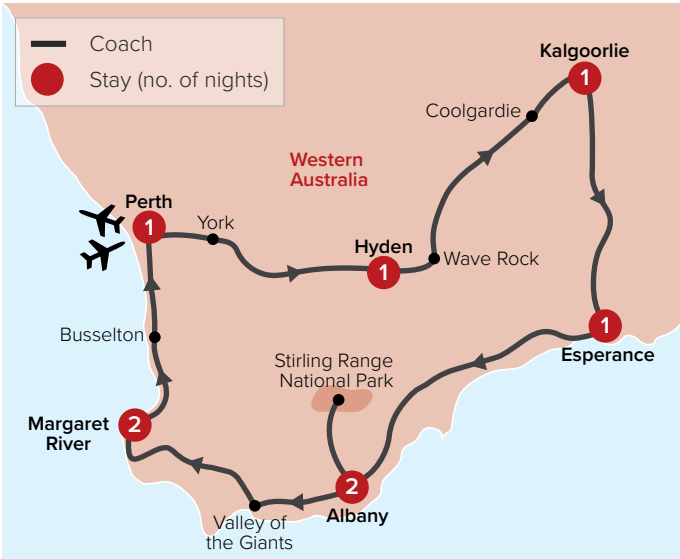 Coach
Stay (no. of nights)
Kalgoorlie
1
Coolgardie
Western
Australia
Perth
1
York
Hyden
1
Wave Rock
Busselton
1
Esperance
Stirling Range
National Park
Margaret
River
2
2
Albany
Valley of
the Giants